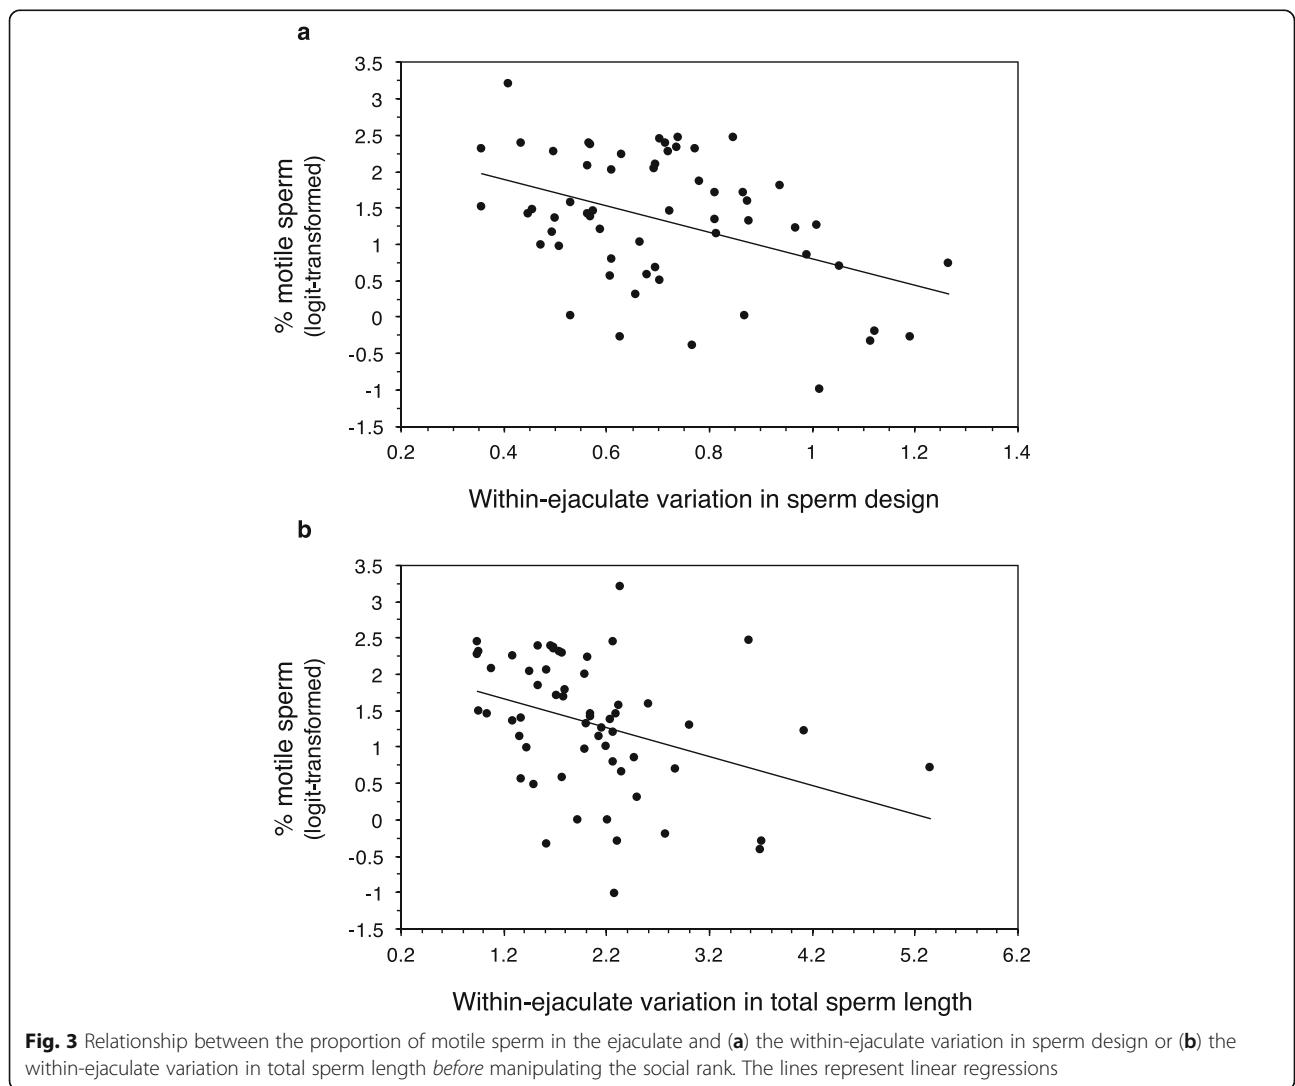 a
3.5
3
2.5
2
1.5
1
0.5
0
-0.5
-1
-1.5
% motile sperm
(logit-transformed)
0.2 0.4 0.6 0.8 1 1.2 1.4
Within-ejaculate variation in sperm design
b
3.5
3
2.5
2
1.5
1
0.5
0
-0.5
-1
-1.5
% motile sperm
(logit-transformed)
0.2 1.2 2.2 3.2 4.2 5.2 6.2
Within-ejaculate variation in total sperm length
Fig. 3 Relationship between the proportion of motile sperm in the ejaculate and (a) the within-ejaculate variation in sperm design or (b) the
within-ejaculate variation in total sperm length before manipulating the social rank. The lines represent linear regressions